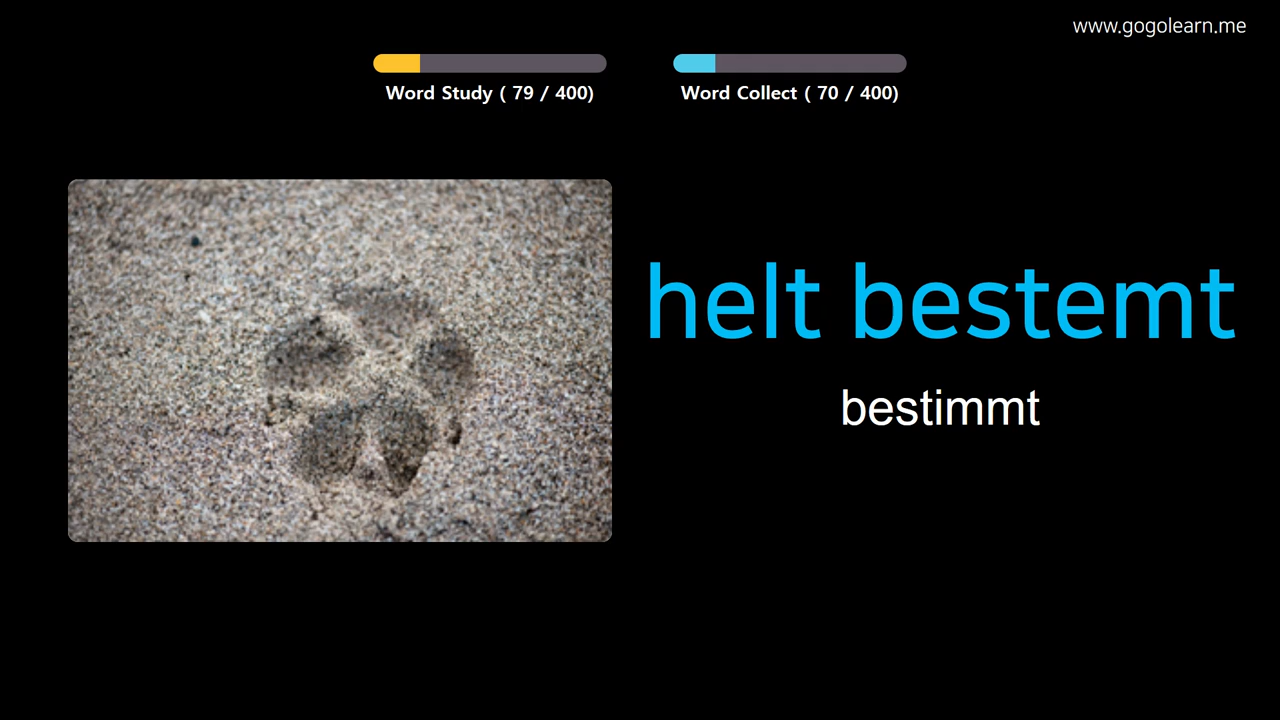 www.gogolearn.me
Word Study ( 79 / 400)
Word Collect ( 70 / 400)
helt bestemt
bestimmt